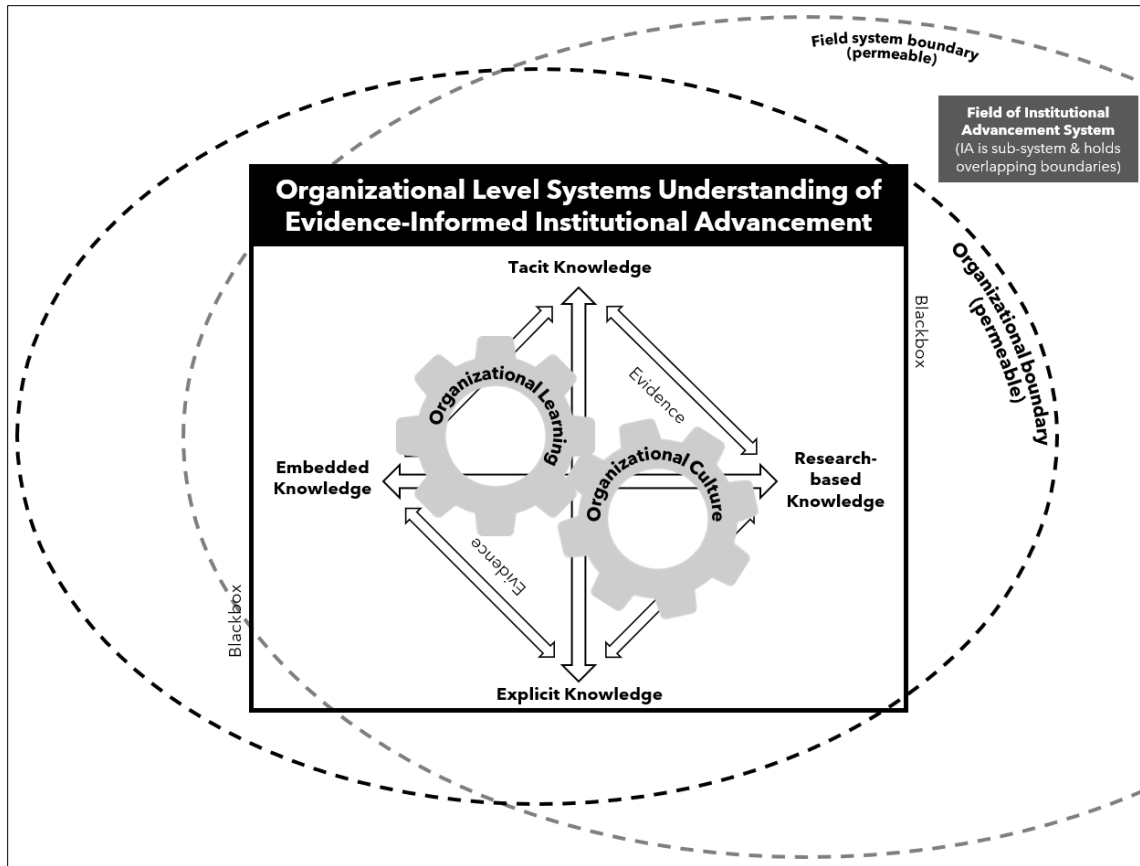 Field system boundary
(permeable)
Field of Institutional
Advancement System
(IA is sub-system & holds
overlapping boundaries)
Organizational Level Systems Understanding of
Evidence-Informed Institutional Advancement
Organizational boundary
(permeable)
Tacit Knowledge
Blackbox
Organizational Learning
Evidence
Embedded
Knowledge
Organizational Culture
Research-
based
Knowledge
Evidence
Blackbox
Explicit Knowledge